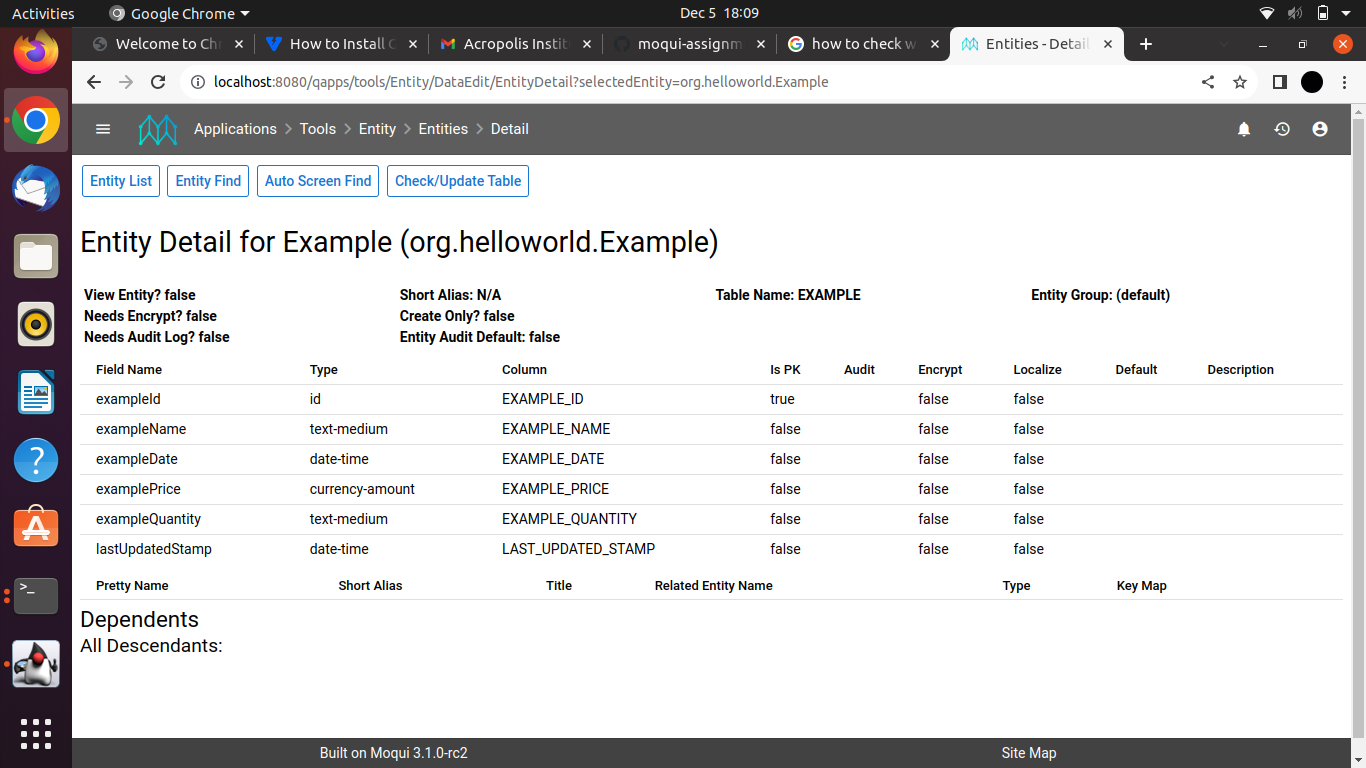 Activities Google Chrome Dec 5 18:09
Welcome to Ch How to Install C Acropolis Instit moqui-assignm how to check w Entities - Detail
localhost:8080/qapps/tools/Entity/DataEdit/EntityDetail?selectedEntity=org.helloworld.Example
Applications Tools Entity Entities Detail
Entity List Entity Find Auto Screen Find Check/Update Table
Entity Detail for Example (org.helloworld.Example)
View Entity? false Short Alias: N/A Table Name: EXAMPLE Entity Group: (default)
Needs Encrypt? false Create Only? false
Needs Audit Log? false Entity Audit Default: false
Field Name Type Column Is PK Audit Encrypt Localize Default Description
exampleId id EXAMPLE_ID true false false
exampleName text-medium EXAMPLE_NAME false false false
exampleDate date-time EXAMPLE_DATE false false false
examplePrice currency-amount EXAMPLE_PRICE false false false
exampleQuantity text-medium EXAMPLE_QUANTITY false false false
lastUpdatedStamp date-time LAST_UPDATED_STAMP false false false
Pretty Name Short Alias Title Related Entity Name Type Key Map
Dependents
All Descendants:
Built on Moqui 3.1.0-rc2 Site Map